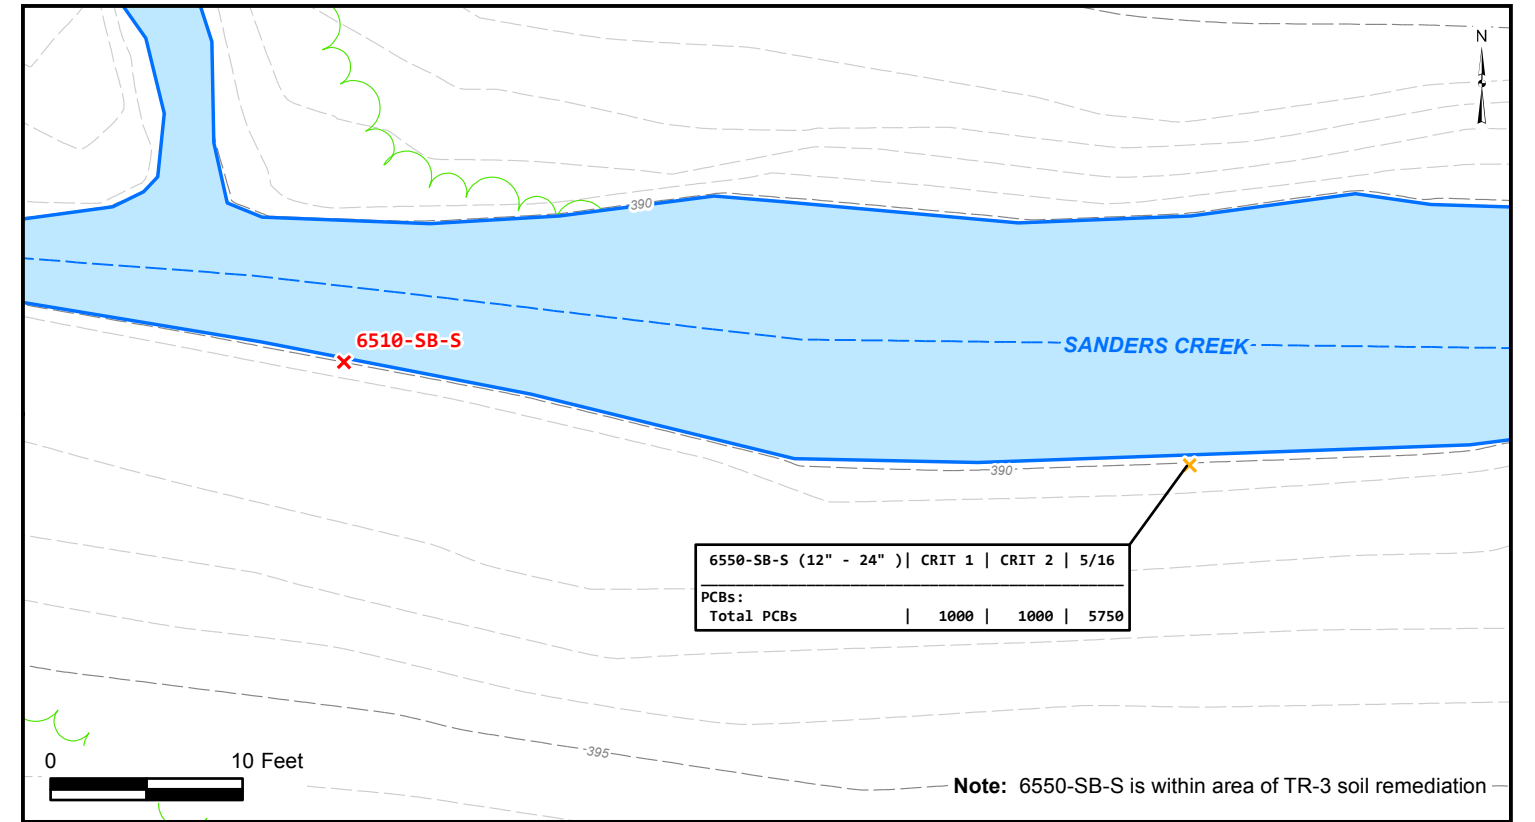 N
390
6510-SB-S
SANDERS CREEK
390
6550-SB-S (12" - 24" )| CRIT 1 | CRIT 2 | 5/16
PCBs:
Total PCBs | 1000 | 1000 | 5750
395
0 10 Feet
Note: 6550-SB-S is within area of TR-3 soil remediation